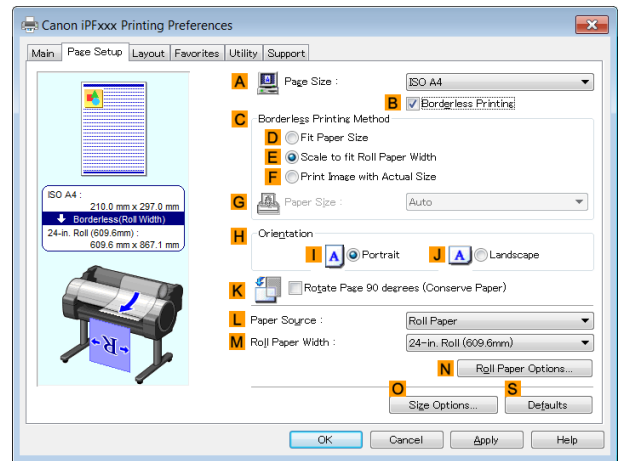 Canon iPFxxx Printing Preferences
Main Page Setup Layout Favorites Utility Support
A Page Size : ISO A4
B Borderless Printing
C Borderless Printing Method
D Fit Paper Size
E Scale to fit Roll Paper Width
F Print Image with Actual Size
ISO A4 :
210.0 mm x 297.0 mm
Borderless(Roll Width)
24-in. Roll (609.6mm) :
609.6 mm x 867.1 mm
G Paper Size : Auto
H Orientation
I A Portrait J A Landscape
K Rotate Page 90 degrees (Conserve Paper)
R
L Paper Source : Roll Paper
M Roll Paper Width : 24-in. Roll (609.6mm)
N Roll Paper Options...
O S
Size Options... Defaults
OK Cancel Apply Help